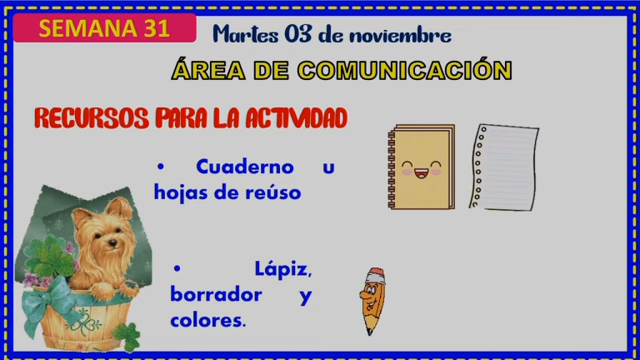 SEMANA 31
Martes 03 de noviembre
ÁREA DE COMUNICACIÓN
RECURSOS PARA LA ACTIVIDAD
• Cuaderno u
hojas de reúso
• Lápiz,
borrador y
colores.